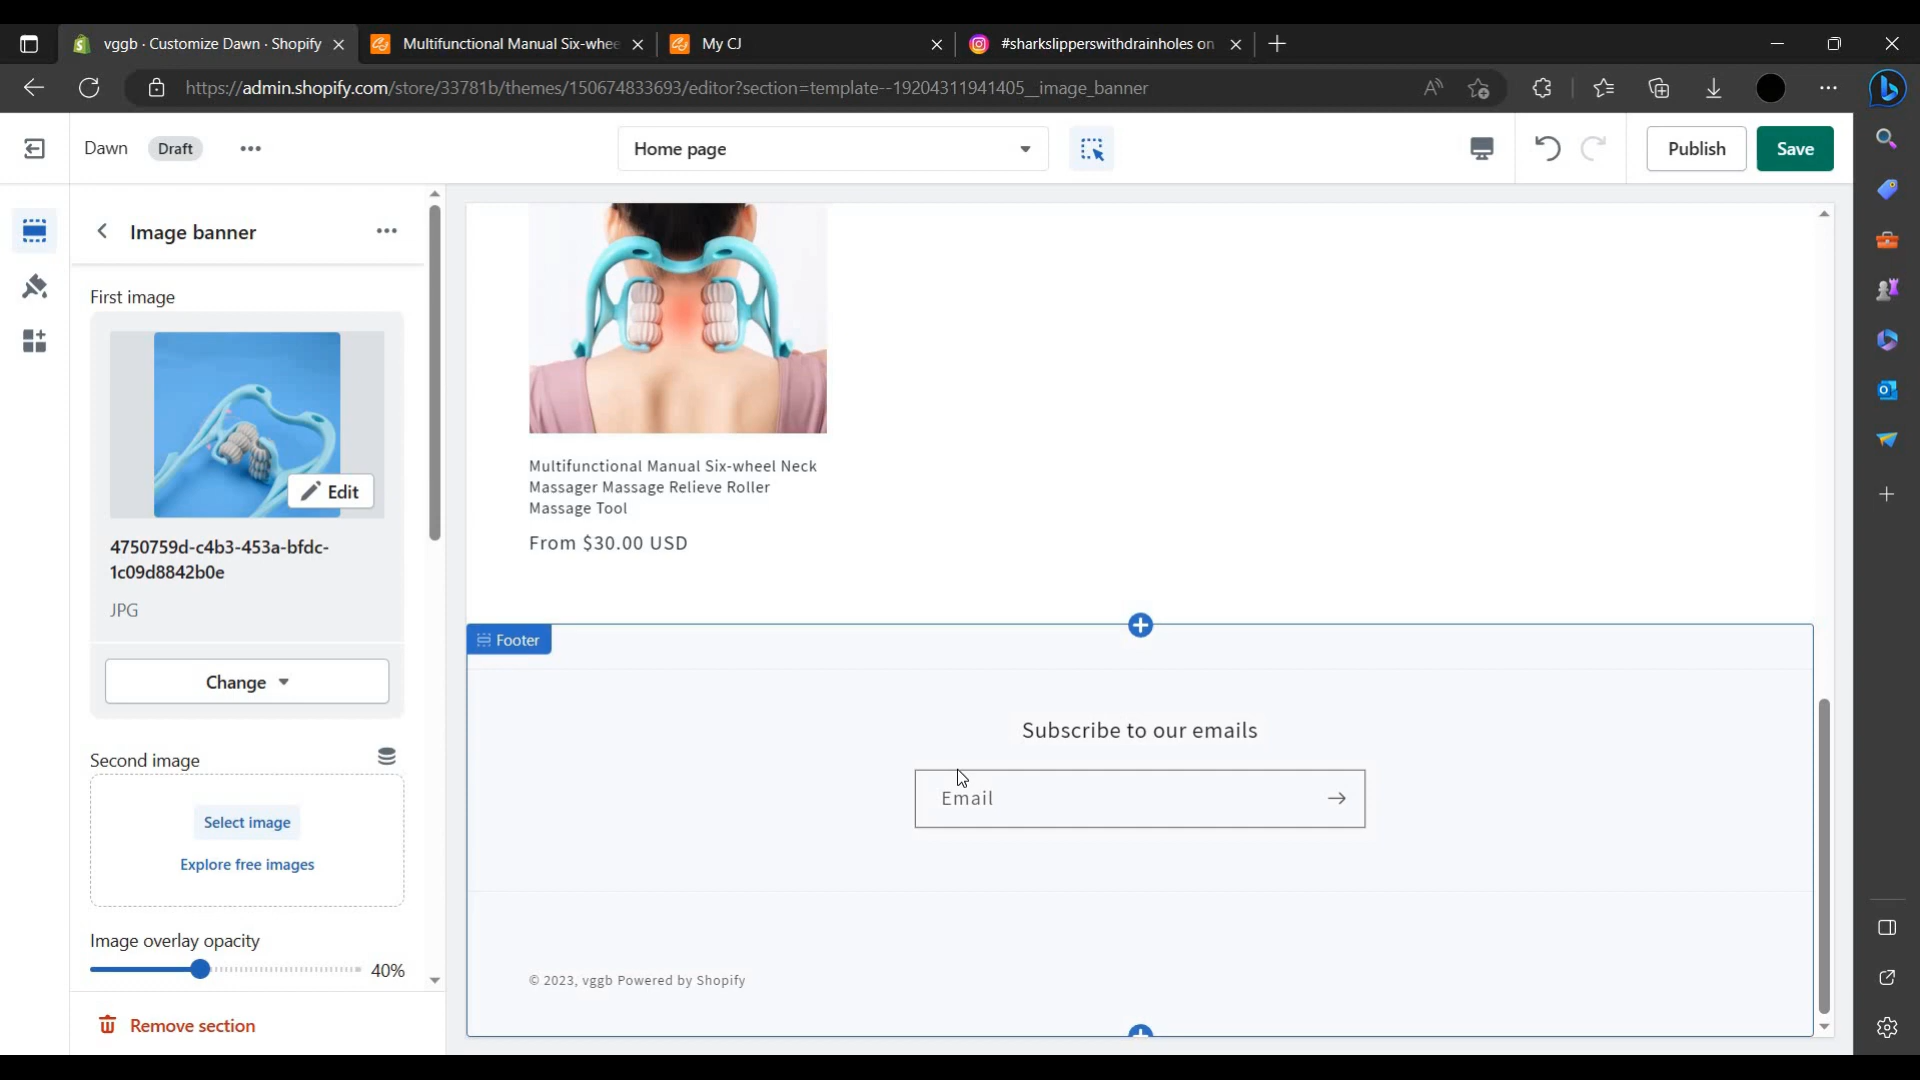 vggb · Customize Dawn · Shopify
Multifunctional Manual Six-whee
My CJ
#sharkslipperswithdrainholes on
https://admin.shopify.com/store/33781b/themes/150674833693/editor?section=template--19204311941405__image_banner
Dawn
Draft
Home page
Publish
Save
Image banner
First image
Edit
4750759d-c4b3-453a-bfdc-
1c09d8842b0e
JPG
Change
Second image
Select image
Explore free images
Image overlay opacity
40%
Remove section
Multifunctional Manual Six-wheel Neck
Massager Massage Relieve Roller
Massage Tool
From $30.00 USD
Footer
Subscribe to our emails
Email
© 2023, vggb Powered by Shopify